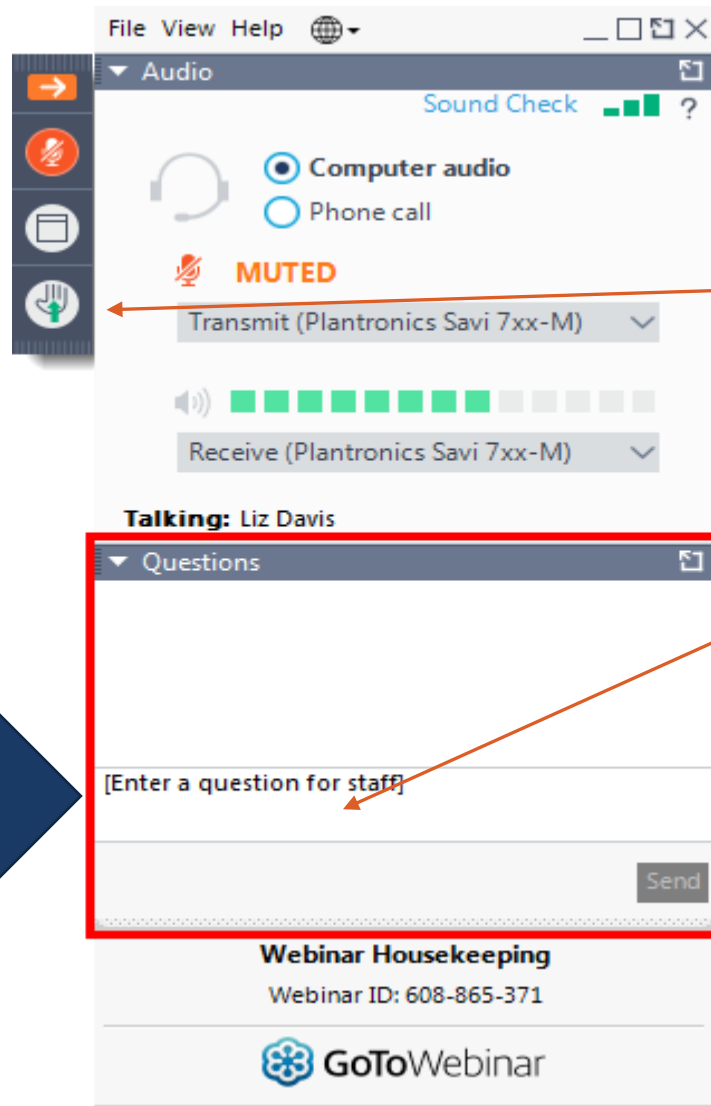 File View Help
Audio
Sound Check ?
Computer audio
Phone call
MUTED
Transmit (Plantronics Savi 7xx-M)
Receive (Plantronics Savi 7xx-M)
Talking: Liz Davis
Questions
[Enter a question for staff]
Send
Webinar Housekeeping
Webinar ID: 608-865-371
GoToWebinar